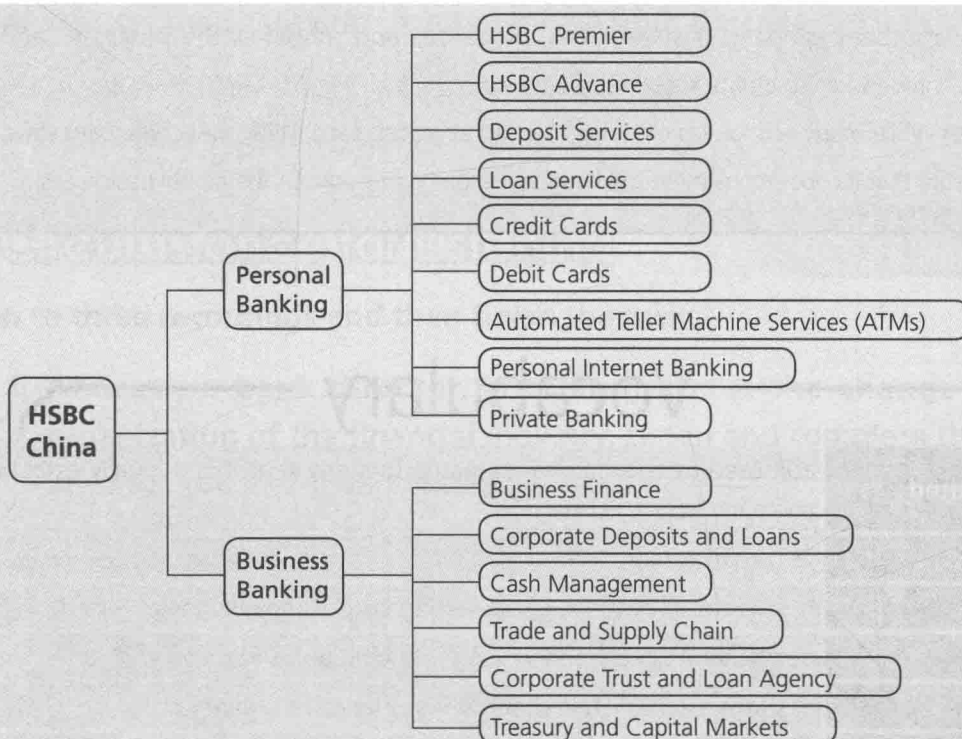 HSBC Premier
HSBC Advance
Deposit Services
Loan Services
Credit Cards
Personal
Banking
Debit Cards
Automated Teller Machine Services (ATMs)
Personal Internet Banking
Private Banking
HSBC
China
Business Finance
Corporate Deposits and Loans
Business
Banking
Cash Management
Trade and Supply Chain
Corporate Trust and Loan Agency
Treasury and Capital Markets